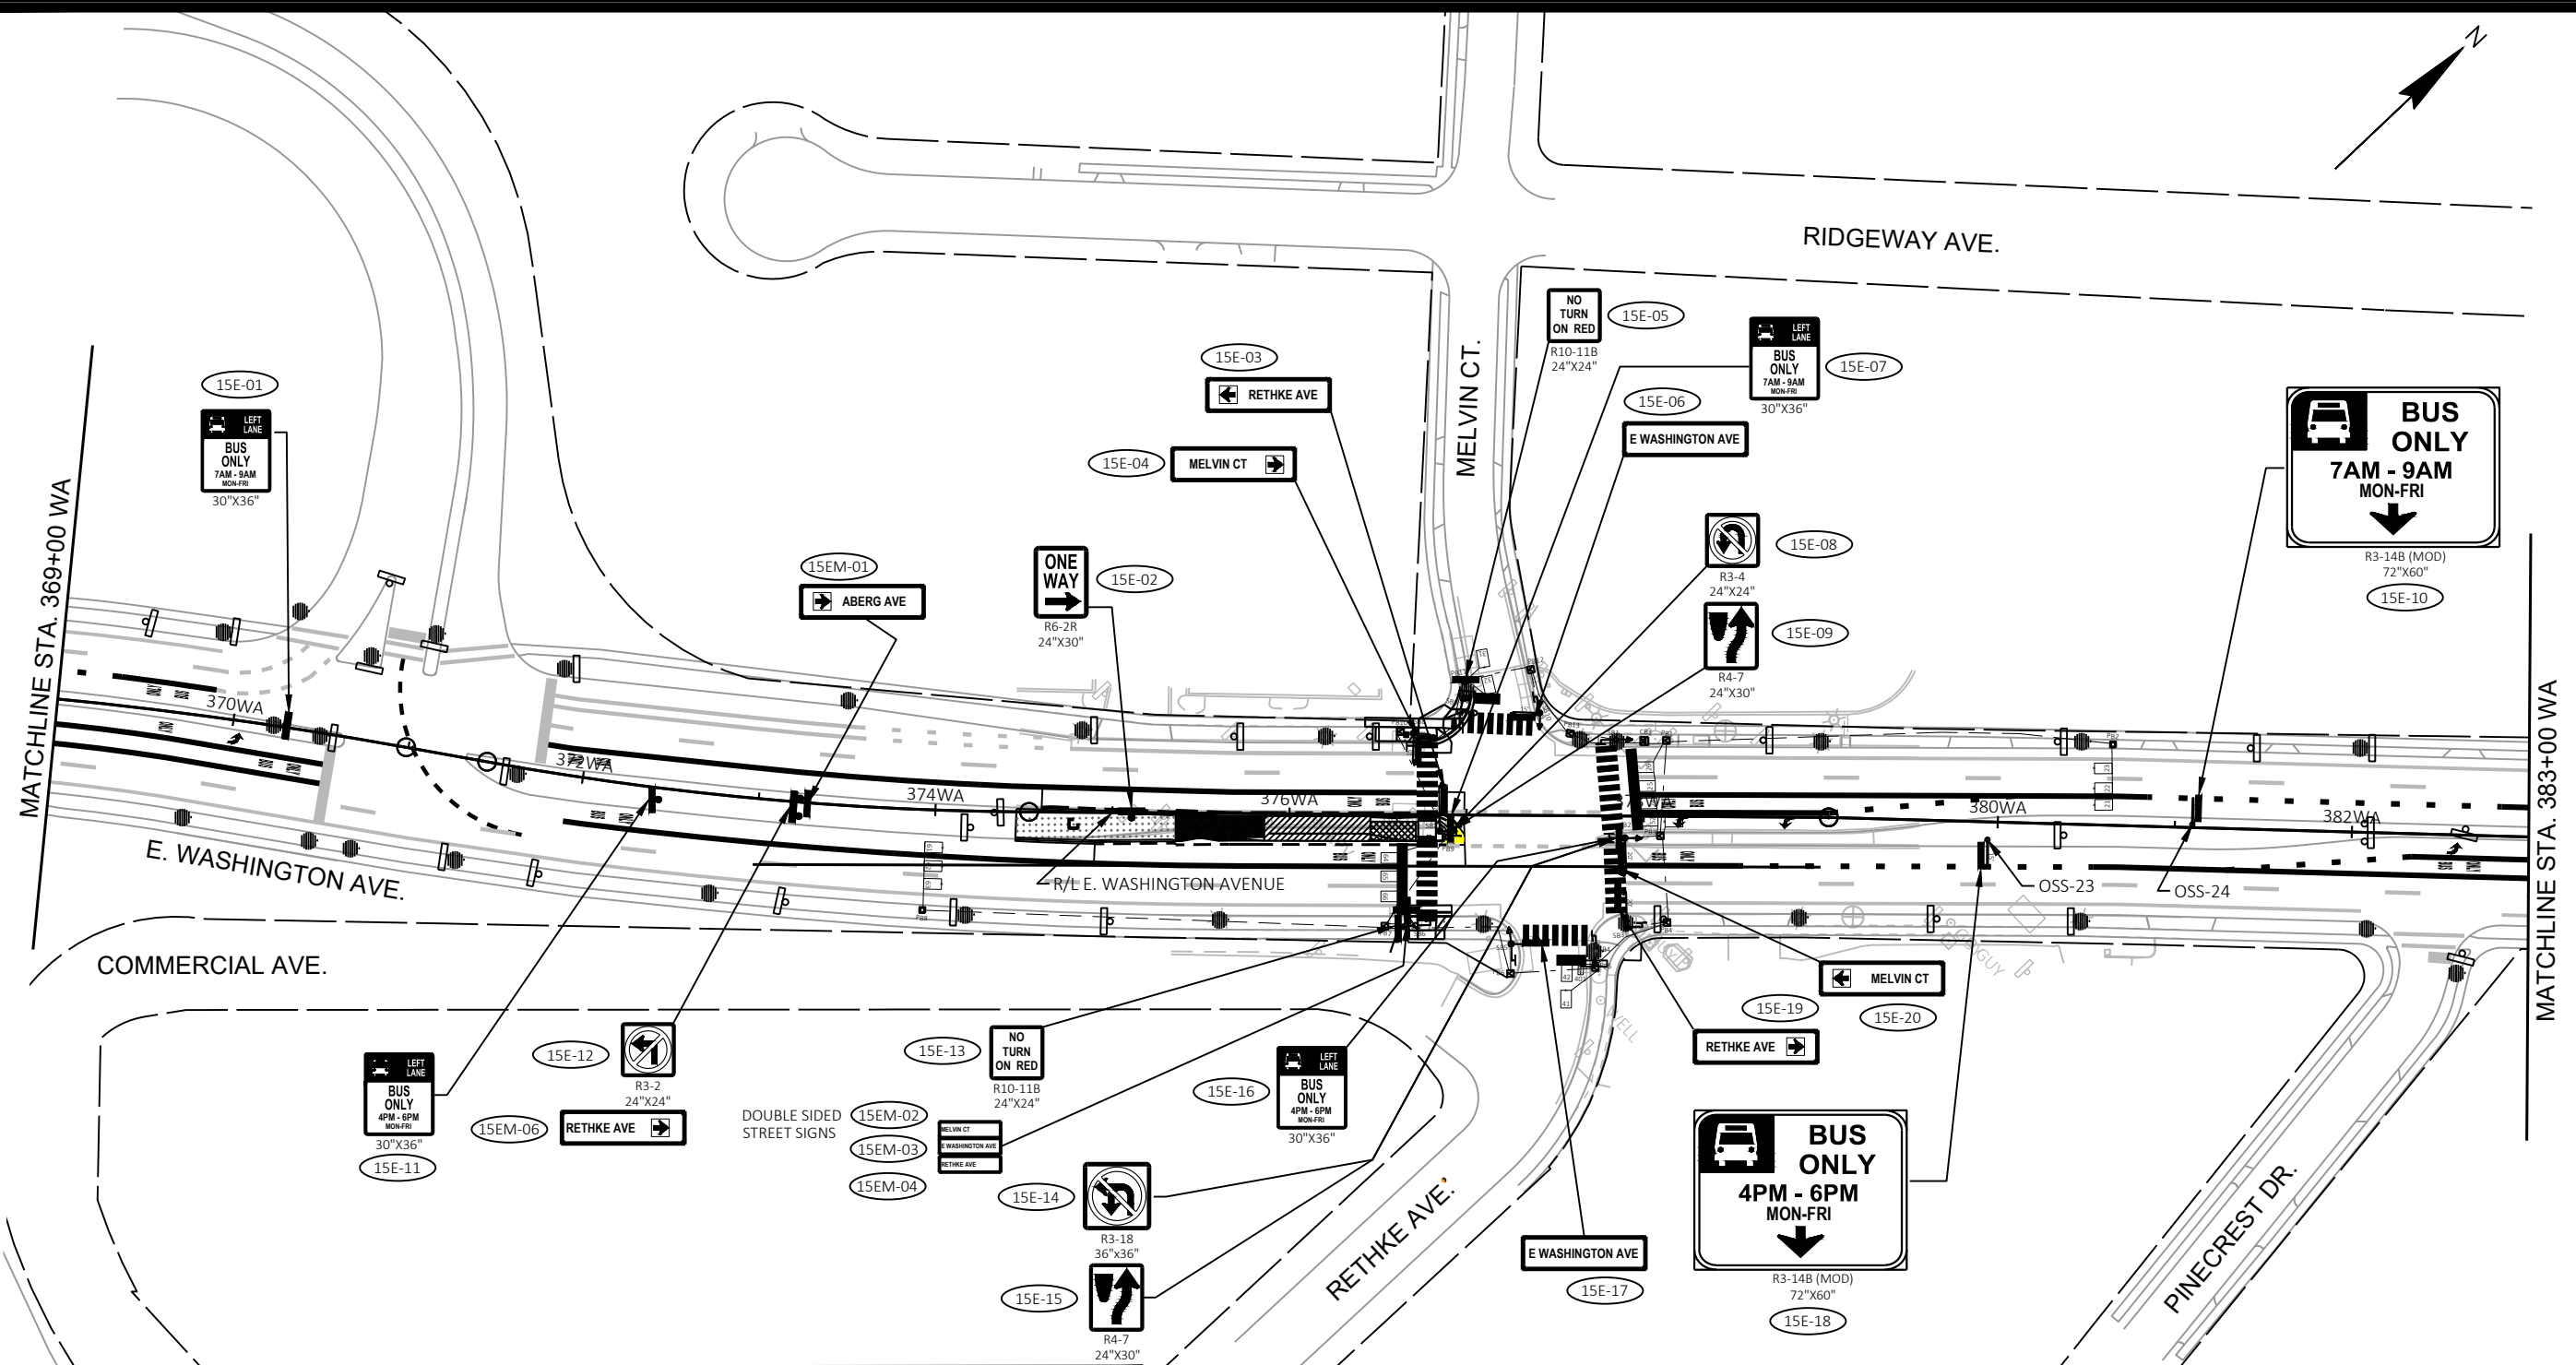 N
RIDGEWAY AVE.
MELVIN CT.
NO
TURN
ON RED
R10-11B
24"X24"
15E-05
LEFT
LANE
BUS
ONLY
7AM - 9AM
MON-FRI
30"X36"
15E-07
15E-03
RETHKE AVE
15E-06
E WASHINGTON AVE
15E-04
MELVIN CT
15E-01
LEFT
LANE
BUS
ONLY
7AM - 9AM
MON-FRI
30"X36"
BUS
ONLY
7AM - 9AM
MON-FRI
R3-14B (MOD)
72"X60"
15E-10
15E-08
R3-4
24"X24"
15E-09
R4-7
24"X30"
15EM-01
ABERG AVE
ONE
WAY
R6-2R
24"X30"
15E-02
MATCHLINE STA. 369+00 WA
MATCHLINE STA. 383+00 WA
370WA
372WA
374WA
376WA
380WA
382WA
E. WASHINGTON AVE.
R/L E. WASHINGTON AVENUE
OSS-23
OSS-24
COMMERCIAL AVE.
GUY
WELL
MELVIN CT
15E-20
15E-19
RETHKE AVE
15E-12
R3-2
24"X24"
15EM-06
RETHKE AVE
LEFT
LANE
BUS
ONLY
4PM - 6PM
MON-FRI
30"X36"
15E-11
15E-13
NO
TURN
ON RED
R10-11B
24"X24"
DOUBLE SIDED
STREET SIGNS
15EM-02
15EM-03
15EM-04
MELVIN CT
E WASHINGTON AVE
RETHKE AVE
15E-16
LEFT
LANE
BUS
ONLY
4PM - 6PM
MON-FRI
30"X36"
15E-14
R3-18
36"x36"
15E-15
R4-7
24"X30"
RETHKE AVE.
E WASHINGTON AVE
15E-17
BUS
ONLY
4PM - 6PM
MON-FRI
R3-14B (MOD)
72"X60"
15E-18
PINECREST DR.